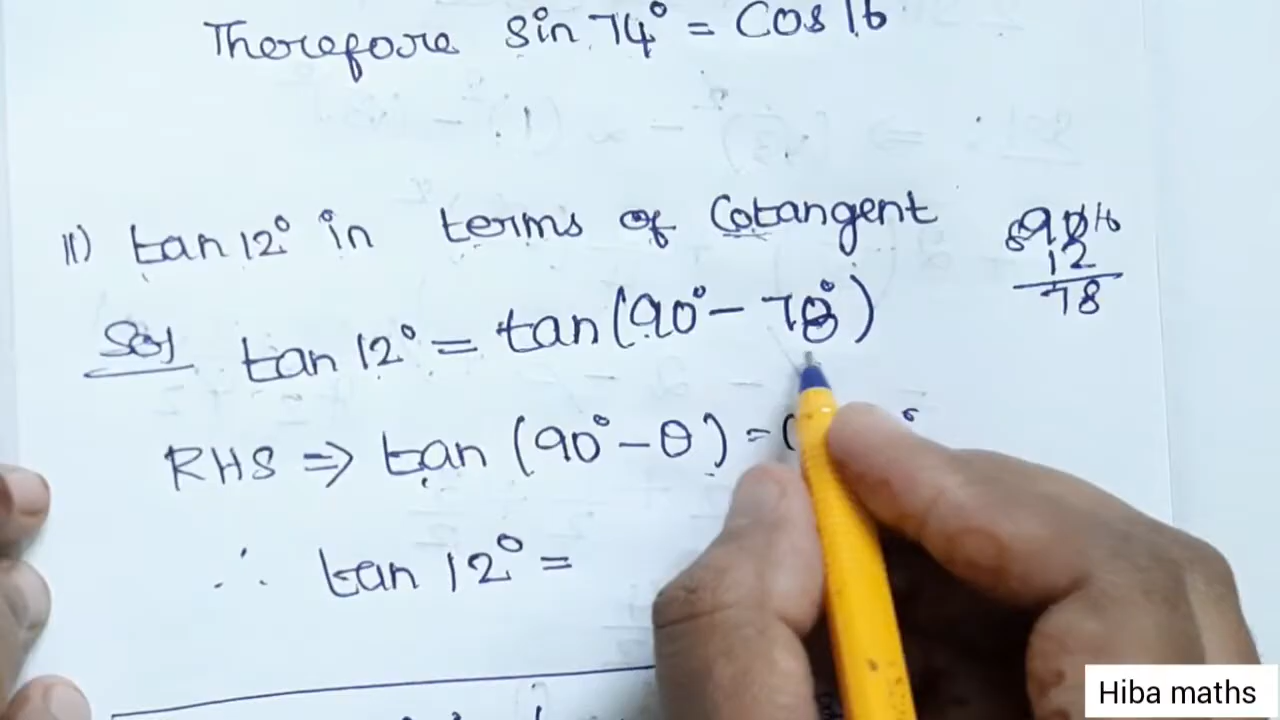 Therefore sin 74° = Cos 16
II) tan 12° in terms of Cotangent
90
12
78
Sol tan 12° = tan (90° - 78°)
RHS ⇒ tan (90° - θ) =
∴ tan 12° =
Hiba maths